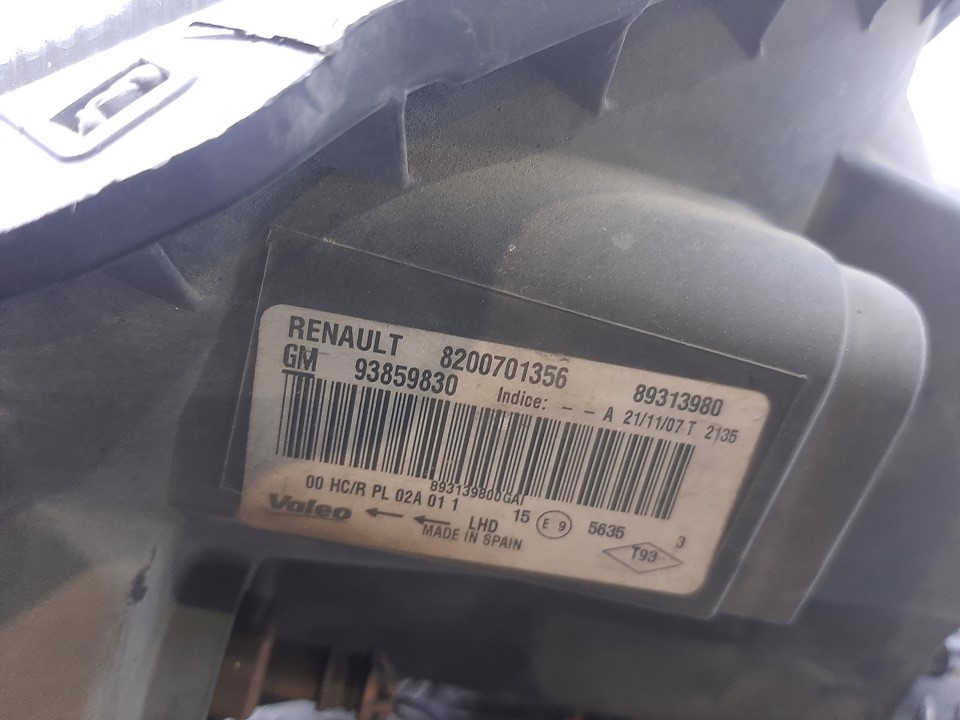 RENAULT 8200701356 89313980
GM 93859830 Indice: - - A 21/11/07 T 2135
89313980DGA
00 HC/R PL 02A 01 1 15 E 9 5635 3
Valeo LHD T93
MADE IN SPAIN